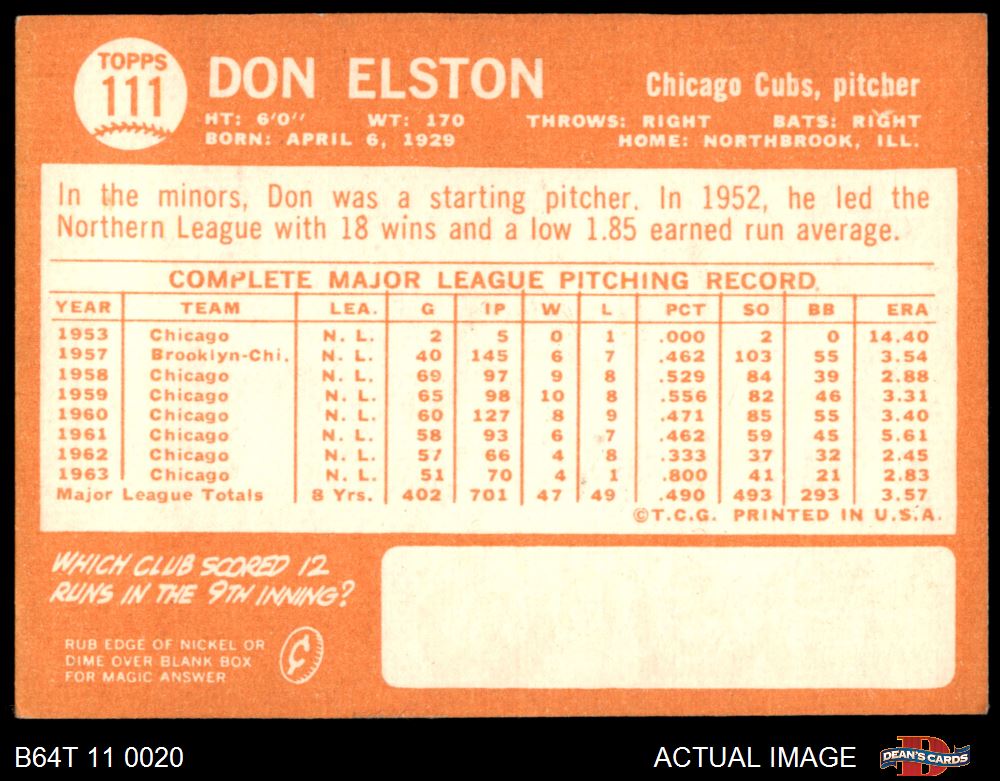 TOPPS
111
DON ELSTON
Chicago Cubs, pitcher
HT: 6'0'' WT: 170 THROWS: RIGHT BATS: RIGHT
BORN: APRIL 6, 1929 HOME: NORTHBROOK, ILL.
In the minors, Don was a starting pitcher. In 1952, he led the
Northern League with 18 wins and a low 1.85 earned run average.
COMPLETE MAJOR LEAGUE PITCHING RECORD
YEAR TEAM LEA. G IP W L PCT SO BB ERA
1953 Chicago N. L. 2 5 0 1 .000 2 0 14.40
1957 Brooklyn-Chi. N. L. 40 145 6 7 .462 103 55 3.54
1958 Chicago N. L. 69 97 9 8 .529 84 39 2.88
1959 Chicago N. L. 65 98 10 8 .556 82 46 3.31
1960 Chicago N. L. 60 127 8 9 .471 85 55 3.40
1961 Chicago N. L. 58 93 6 7 .462 59 45 5.61
1962 Chicago N. L. 57 66 4 8 .333 37 32 2.45
1963 Chicago N. L. 51 70 4 1 .800 41 21 2.83
Major League Totals 8 Yrs. 402 701 47 49 .490 493 293 3.57
©T.C.G. PRINTED IN U.S.A.
WHICH CLUB SCORED 12
RUNS IN THE 9TH INNING?
RUB EDGE OF NICKEL OR
DIME OVER BLANK BOX
FOR MAGIC ANSWER
¢
B64T 11 0020
ACTUAL IMAGE
DEAN'S CARDS